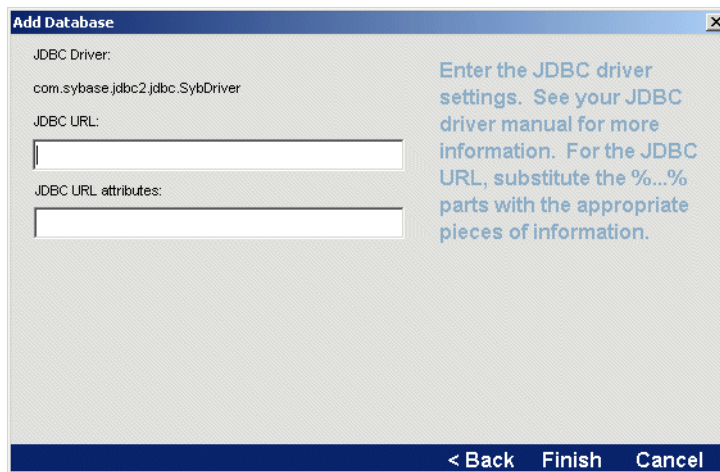 Add Database
JDBC Driver:
com.sybase.jdbc2.jdbc.SybDriver
JDBC URL:
JDBC URL attributes:
Enter the JDBC driver
settings. See your JDBC
driver manual for more
information. For the JDBC
URL, substitute the %...%
parts with the appropriate
pieces of information.
< Back Finish Cancel